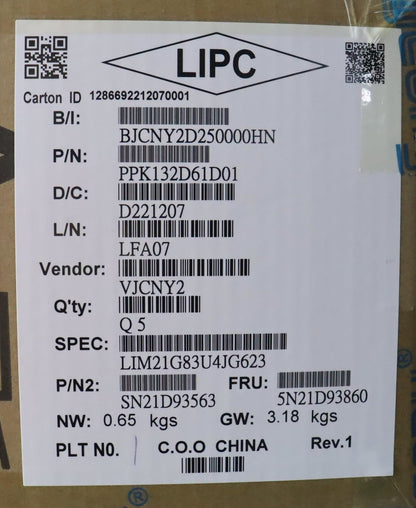 LIPC
Carton ID 1286692212070001
B/I:
BJCNY2D250000HN
P/N:
PPK132D61D01
D/C:
D221207
L/N:
LFA07
Vendor:
VJCNY2
Q'ty:
Q 5
SPEC:
LIM21G83U4JG623
P/N2: FRU:
SN21D93563 5N21D93860
NW: 0.65 kgs GW: 3.18 kgs
PLT N0. C.O.O CHINA Rev.1